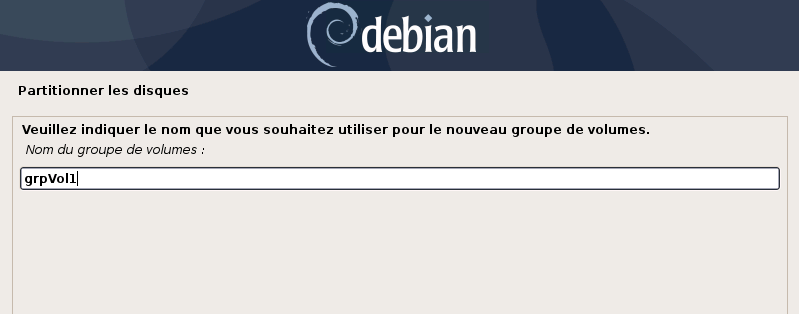 debian
Partitionner les disques
Veuillez indiquer le nom que vous souhaitez utiliser pour le nouveau groupe de volumes.
Nom du groupe de volumes :
grpVol1